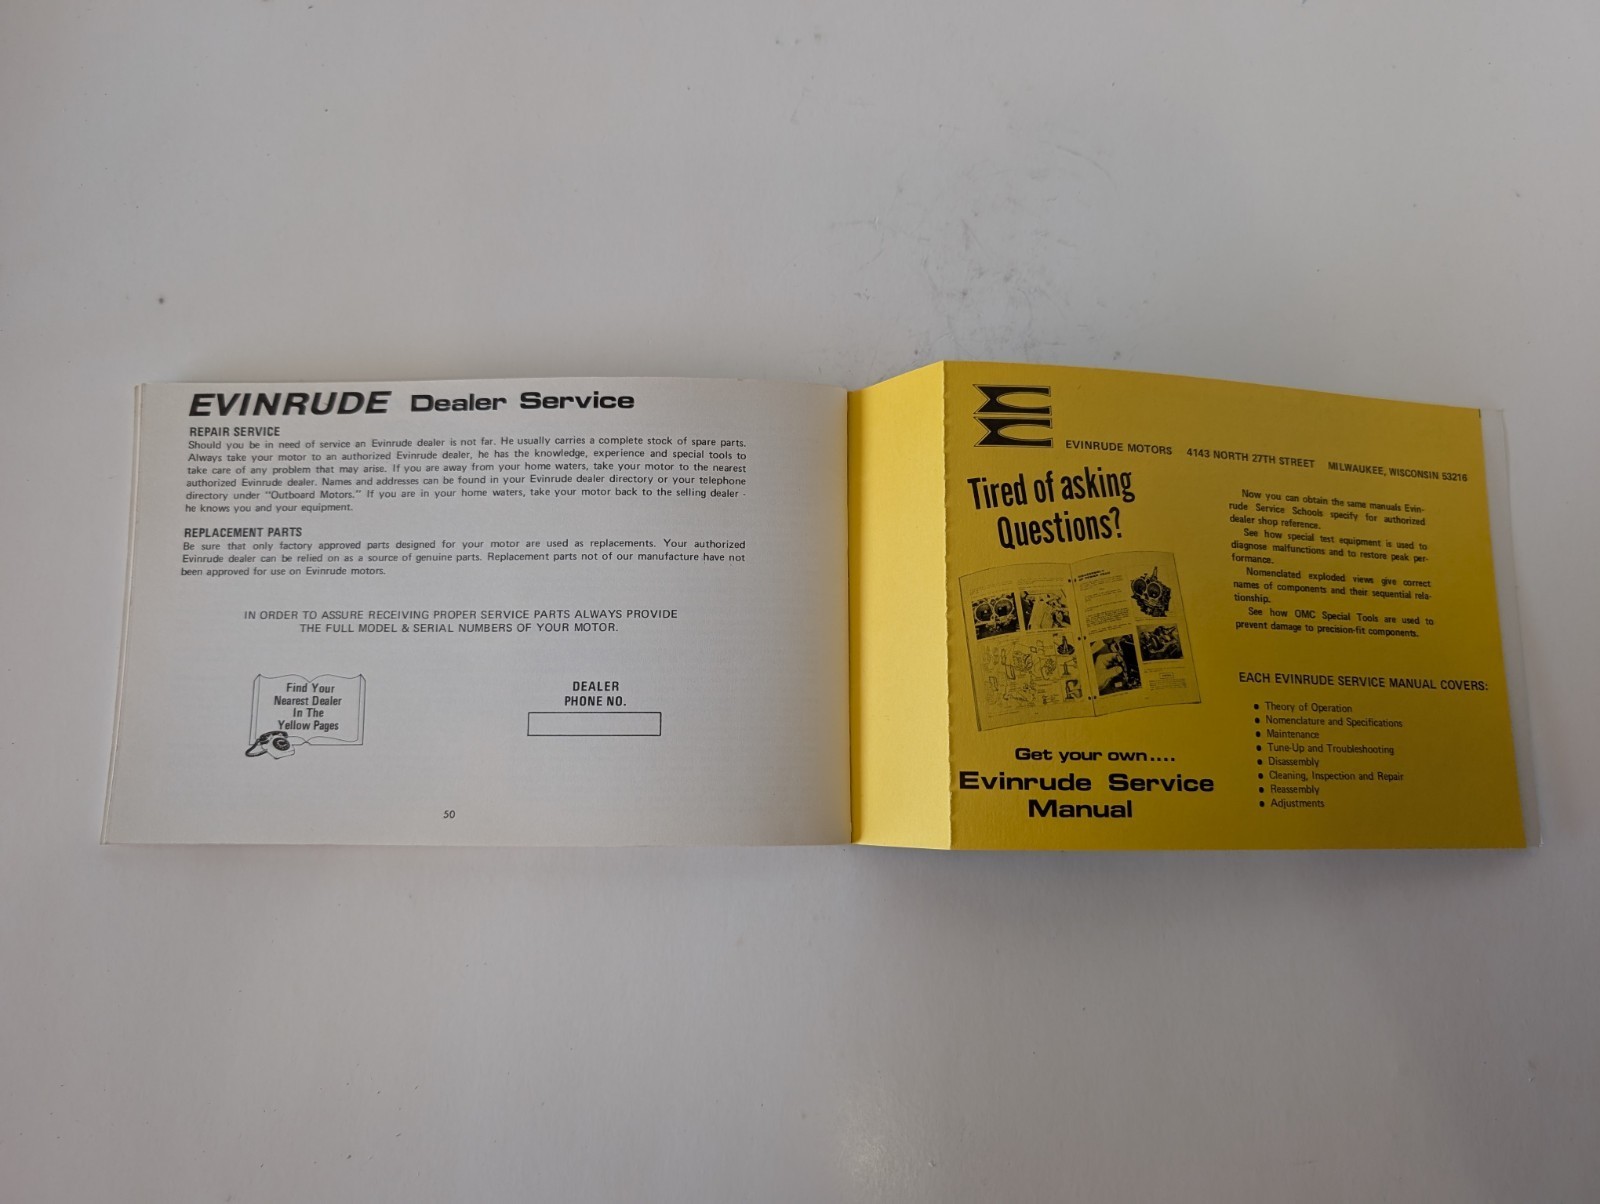 EVINRUDE Dealer Service
REPAIR SERVICE
Should you be in need of service an Evinrude dealer is not far. He usually carries a complete stock of spare parts.
Always take your motor to an authorized Evinrude dealer, he has the knowledge, experience and special tools to
take care of any problem that may arise. If you are away from your home waters, take your motor to the nearest
authorized Evinrude dealer. Names and addresses can be found in your Evinrude dealer directory or your telephone
directory under "Outboard Motors." If you are in your home waters, take your motor back to the selling dealer -
he knows you and your equipment.
REPLACEMENT PARTS
Be sure that only factory approved parts designed for your motor are used as replacements. Your authorized
Evinrude dealer can be relied on as a source of genuine parts. Replacement parts not of our manufacture have not
been approved for use on Evinrude motors.
IN ORDER TO ASSURE RECEIVING PROPER SERVICE PARTS ALWAYS PROVIDE
THE FULL MODEL & SERIAL NUMBERS OF YOUR MOTOR.
Find Your
Nearest Dealer
In The
Yellow Pages
DEALER
PHONE NO.
50
EVINRUDE MOTORS 4143 NORTH 27TH STREET MILWAUKEE, WISCONSIN 53216
Tired of asking
Questions?
Get your own....
Evinrude Service
Manual
Now you can obtain the same manuals Evin-
rude Service Schools specify for authorized
dealer shop reference.
See how special test equipment is used to
diagnose malfunctions and to restore peak per-
formance.
Nomenclated exploded views give correct
names of components and their sequential rela-
tionship.
See how OMC Special Tools are used to
prevent damage to precision-fit components.
EACH EVINRUDE SERVICE MANUAL COVERS:
● Theory of Operation
● Nomenclature and Specifications
● Maintenance
● Tune-Up and Troubleshooting
● Disassembly
● Cleaning, Inspection and Repair
● Reassembly
● Adjustments